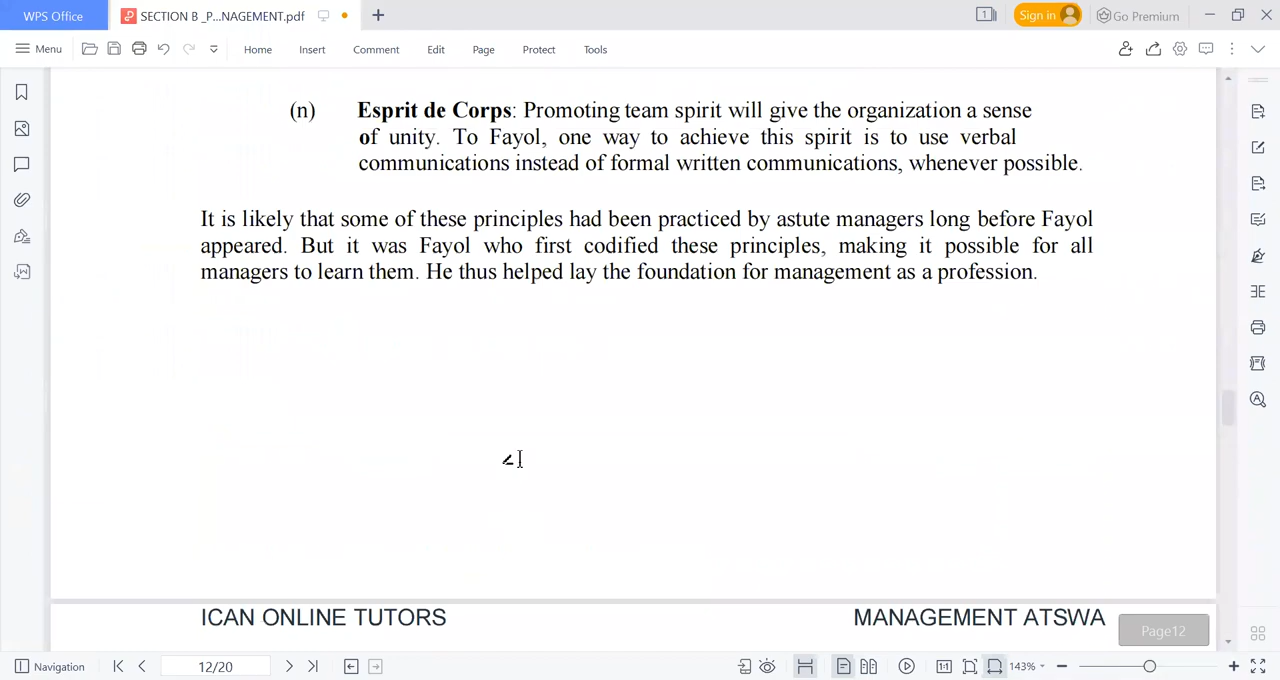 WPS Office
SECTION B _P...NAGEMENT.pdf
1
Sign in
Go Premium
Menu
Home
Insert
Comment
Edit
Page
Protect
Tools
(n) Esprit de Corps: Promoting team spirit will give the organization a sense
of unity. To Fayol, one way to achieve this spirit is to use verbal
communications instead of formal written communications, whenever possible.
It is likely that some of these principles had been practiced by astute managers long before Fayol
appeared. But it was Fayol who first codified these principles, making it possible for all
managers to learn them. He thus helped lay the foundation for management as a profession.
ICAN ONLINE TUTORS
MANAGEMENT ATSWA
Page12
Navigation
12/20
1:1
143%